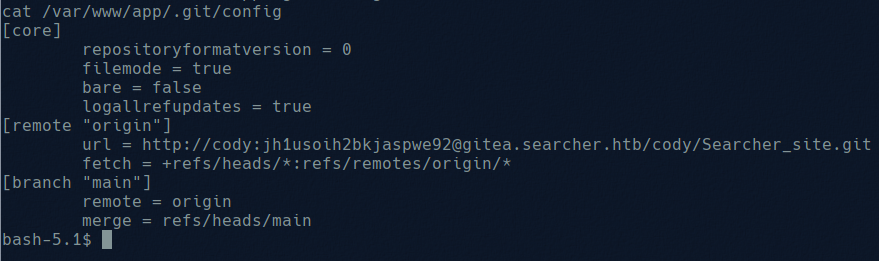 cat /var/www/app/.git/config
[core]
        repositoryformatversion = 0
        filemode = true
        bare = false
        logallrefupdates = true
[remote "origin"]
        url = http://cody:jh1usoih2bkjaspwe92@gitea.searcher.htb/cody/Searcher_site.git
        fetch = +refs/heads/*:refs/remotes/origin/*
[branch "main"]
        remote = origin
        merge = refs/heads/main
bash-5.1$